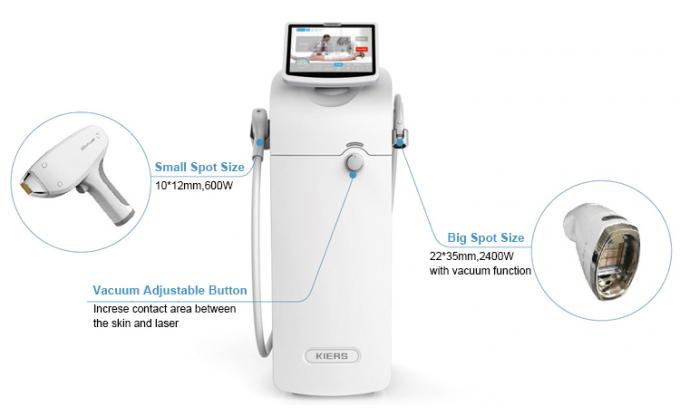 Small Spot Size
10*12mm,600W
Big Spot Size
22*35mm,2400W
with vacuum function
Vacuum Adjustable Button
Increse contact area between
the skin and laser
KIERS